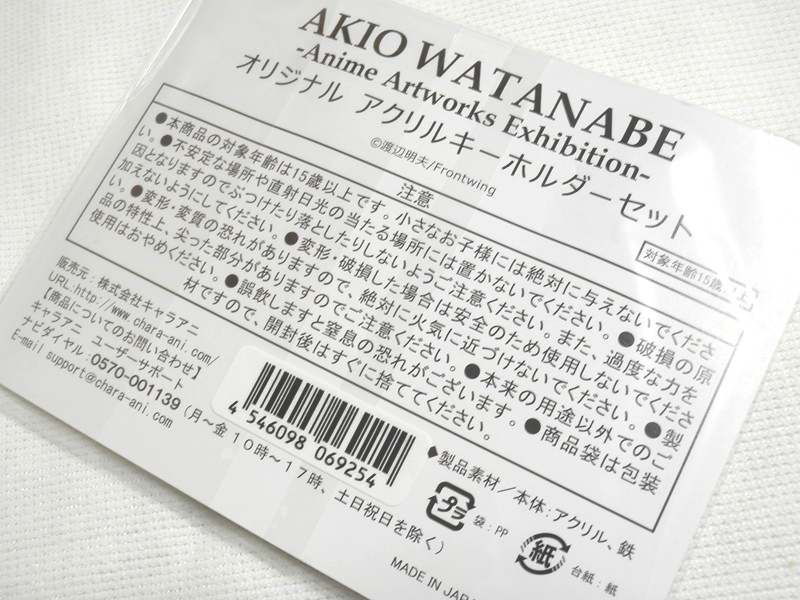 AKIO WATANABE
-Anime Artworks Exhibition-
オリジナル アクリルキーホルダーセット
©渡辺明夫/Frontwing
対象年齢15歳以上
注意
●本商品の対象年齢は15歳以上です。小さなお子様には絶対に与えないでくださ
い。●不安定な場所や直射日光の当たる場所には置かないでください。●破損の原
因となりますのでぶつけたり落としたりしないようご注意ください。また、過度な力を
加えないようにしてください。●変形・破損した場合は安全のため使用しないでくださ
い。●変形・変質の恐れがありますので、絶対に火気に近づけないでください。●製
品の特性上、尖った部分がありますのでご注意ください。●本来の用途以外でのご
使用はおやめください。●誤飲しますと窒息の恐れがございます。●商品袋は包装
材ですので、開封後はすぐに捨ててください。
販売元：株式会社キャラアニ
URL:http://www.chara-ani.com/
【商品についてのお問い合わせ】
キャラアニ ユーザーサポート
ナビダイヤル：0570-001139（月～金 10時～17時、土日祝日を除く）
E-mail support@chara-ani.com
4 546098 069254
◆製品素材／本体：アクリル、鉄
プラ 袋：PP
紙 台紙：紙
MADE IN JAPA